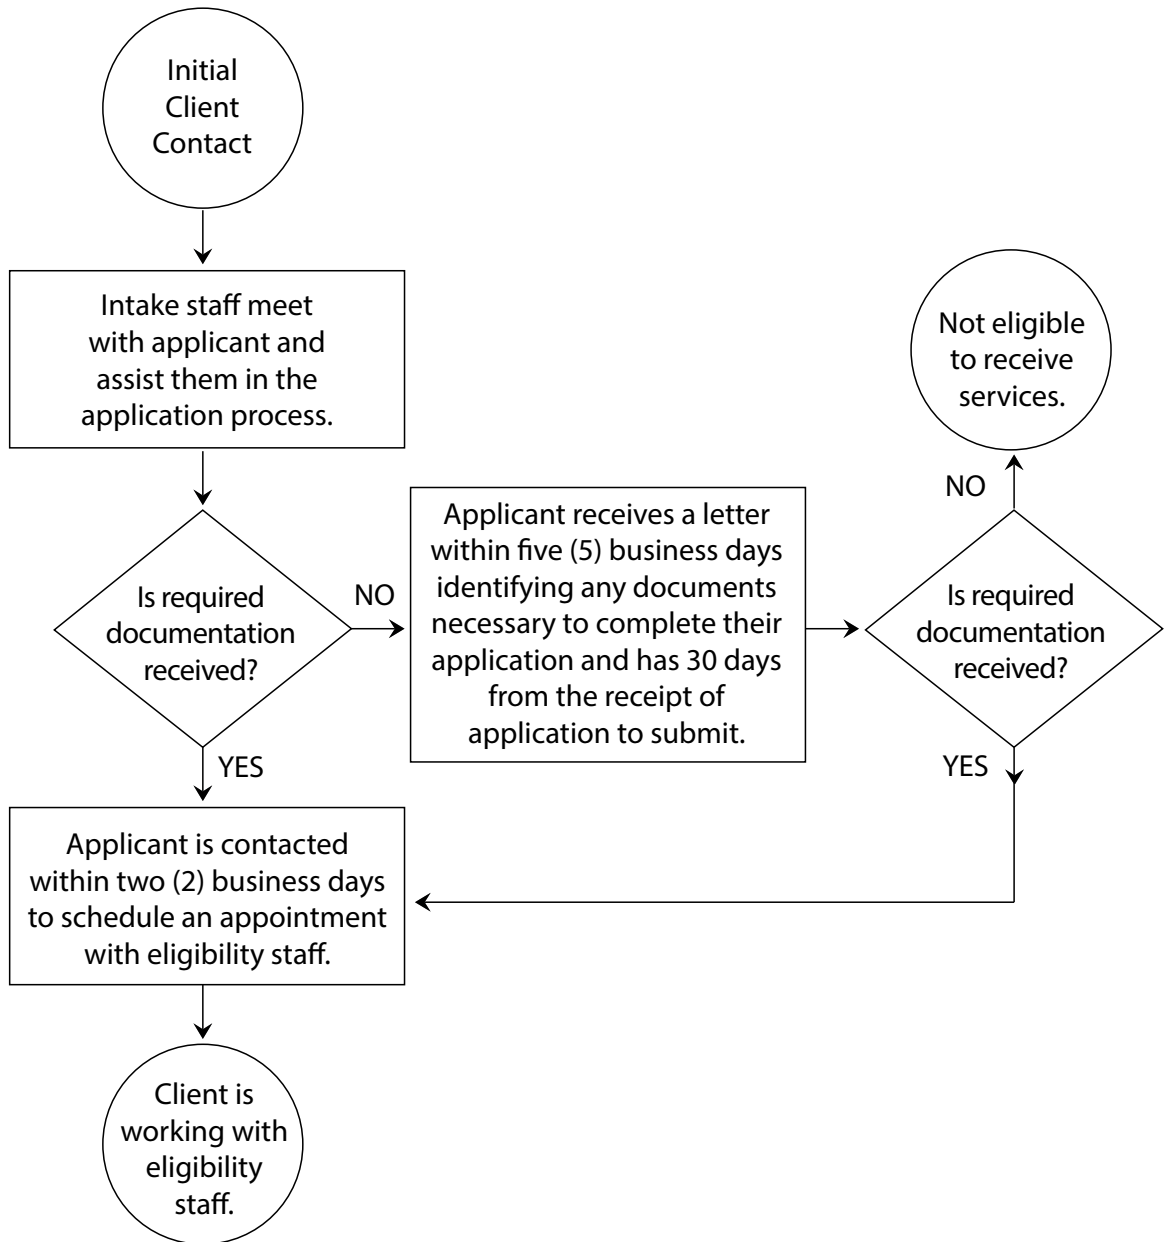 Initial
Client
Contact
Intake staff meet
with applicant and
assist them in the
application process.
Is required
documentation
received?
NO
Applicant receives a letter
within five (5) business days
identifying any documents
necessary to complete their
application and has 30 days
from the receipt of
application to submit.
Is required
documentation
received?
NO
Not eligible
to receive
services.
YES
YES
Applicant is contacted
within two (2) business days
to schedule an appointment
with eligibility staff.
Client is
working with
eligibility
staff.